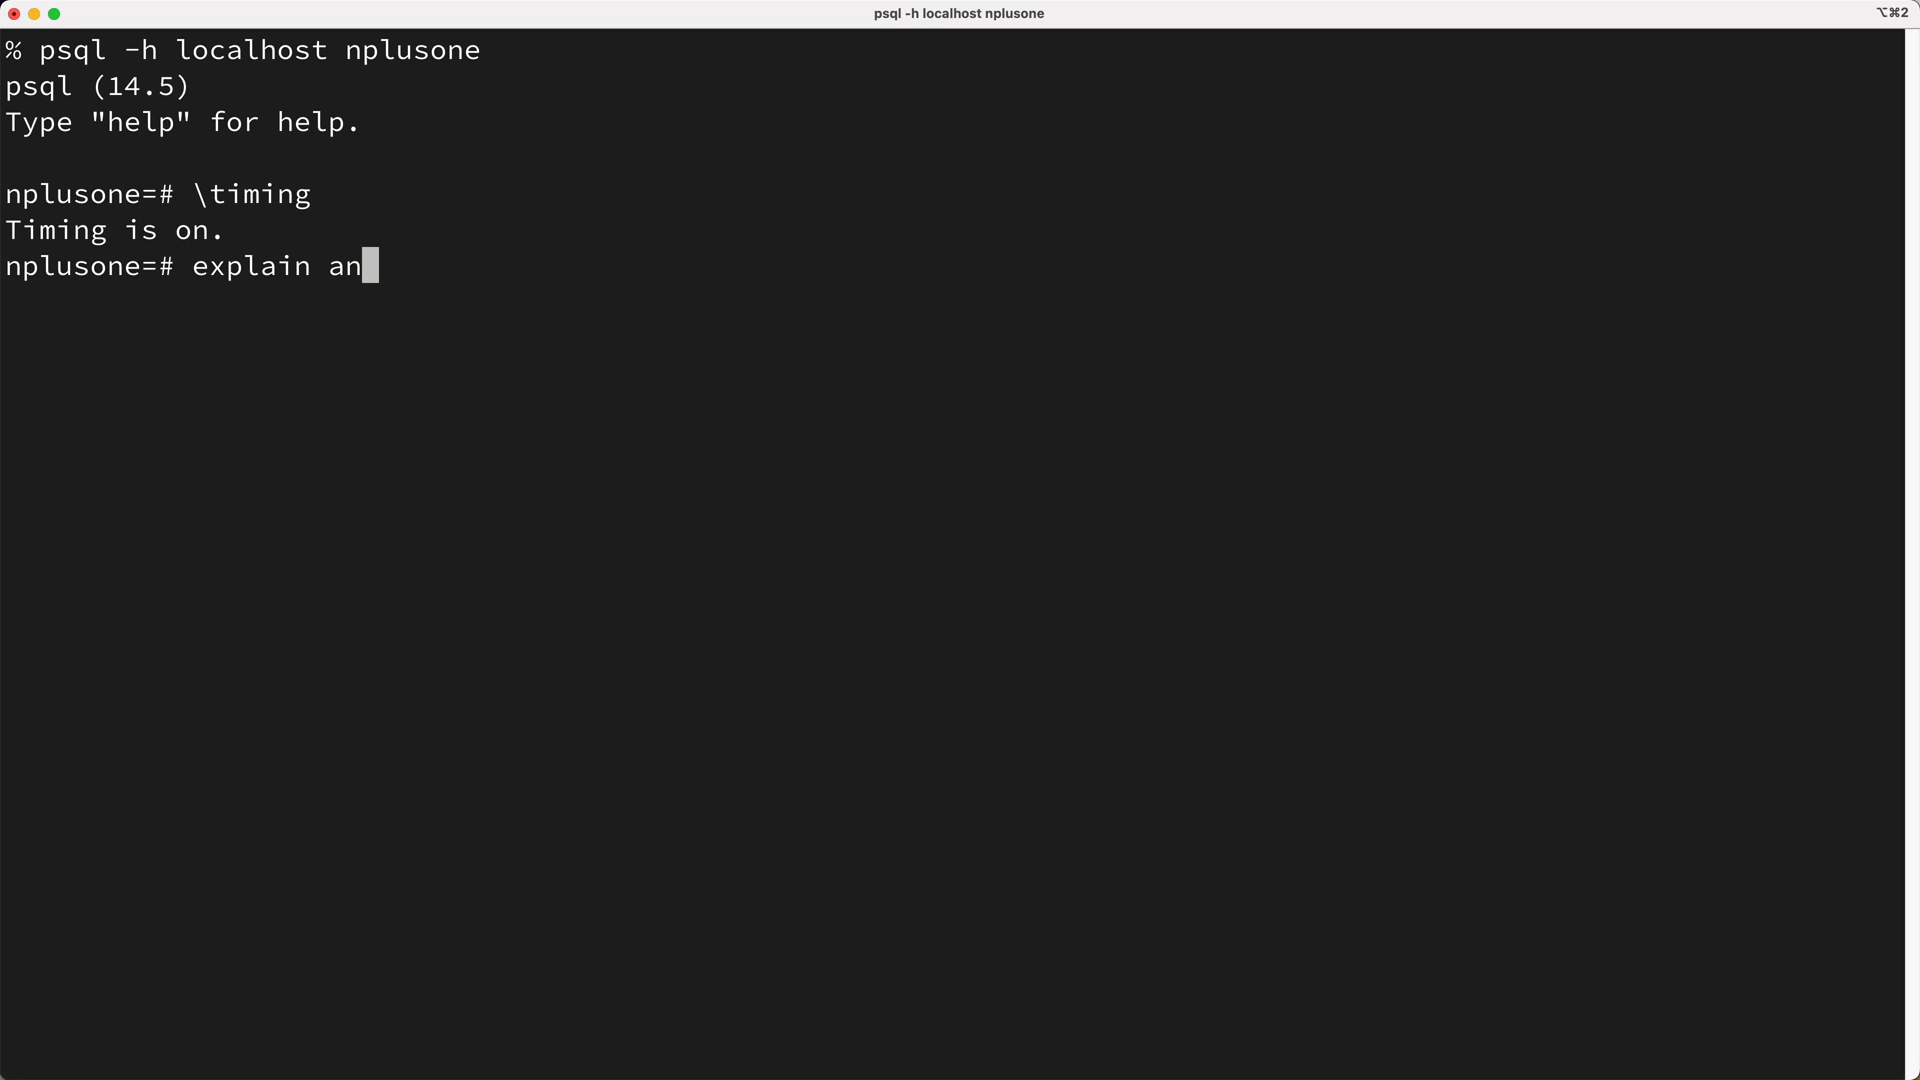 psql -h localhost nplusone
⌥⌘2
% psql -h localhost nplusone
psql (14.5)
Type "help" for help.
nplusone=# \timing
Timing is on.
nplusone=# explain an